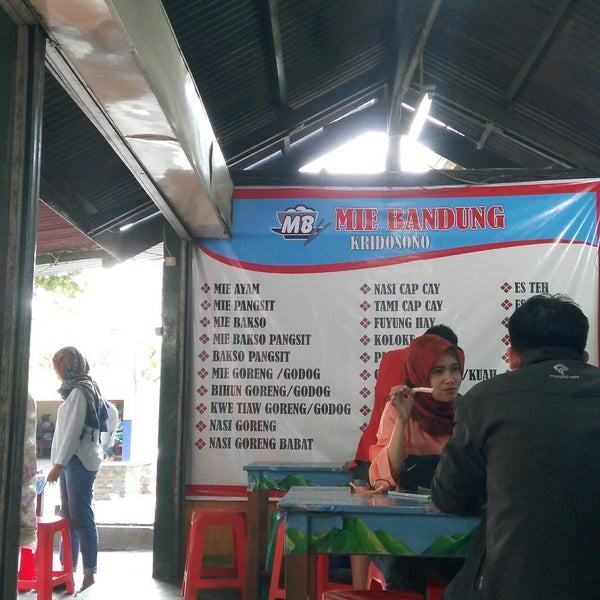 MB
MIE BANDUNG
KRIDOSONO
MIE AYAM
MIE PANGSIT
MIE BAKSO
MIE BAKSO PANGSIT
BAKSO PANGSIT
MIE GORENG /GODOG
BIHUN GORENG/GODOG
KWE TIAW GORENG/GODOG
NASI GORENG
NASI GORENG BABAT
NASI CAP CAY
TAMI CAP CAY
FUYUNG HAY
KOLOKE
/KUAH
ES TEH